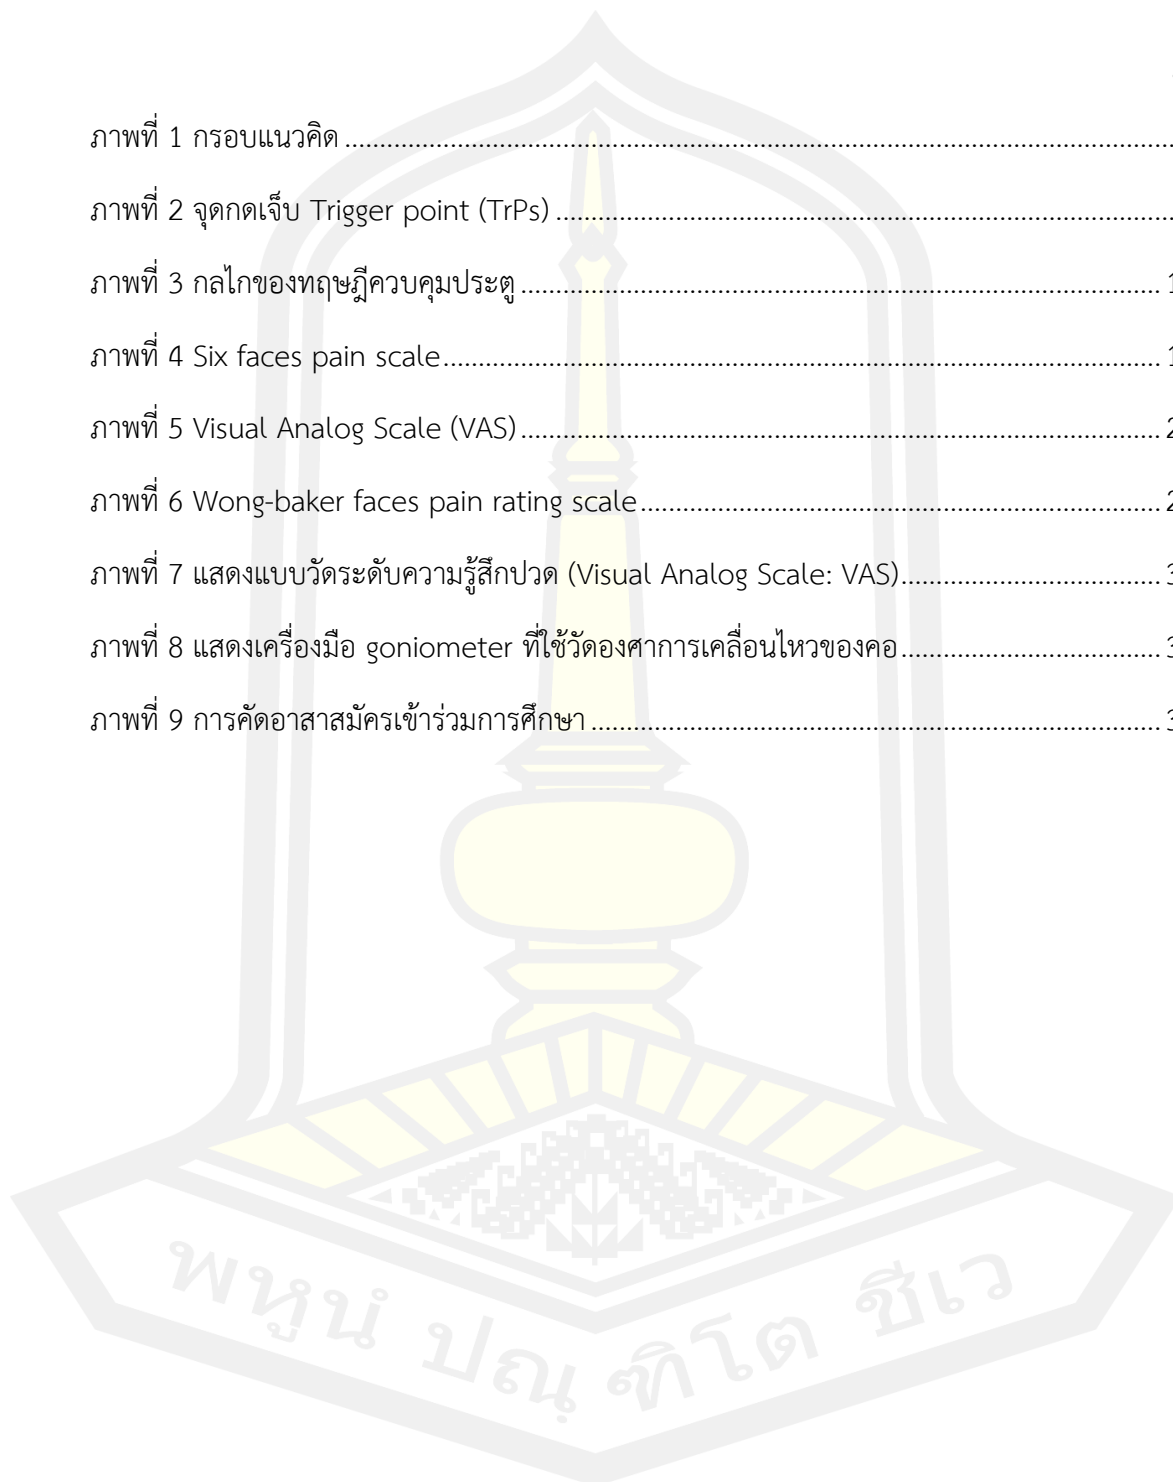 ภาพที่ 1 กรอบแนวคิด ........................................................................................................................
ภาพที่ 2 จุดกดเจ็บ Trigger point (TrPs) ........................................................................................
ภาพที่ 3 กลไกของทฤษฎีควบคุมประตู ............................................................................................ 1
ภาพที่ 4 Six faces pain scale....................................................................................................... 1
ภาพที่ 5 Visual Analog Scale (VAS)............................................................................................ 2
ภาพที่ 6 Wong-baker faces pain rating scale........................................................................... 2
ภาพที่ 7 แสดงแบบวัดระดับความรู้สึกปวด (Visual Analog Scale: VAS)..................................... 3
ภาพที่ 8 แสดงเครื่องมือ goniometer ที่ใช้วัดองศาการเคลื่อนไหวของคอ..................................... 3
ภาพที่ 9 การคัดอาสาสมัครเข้าร่วมการศึกษา .................................................................................. 3
พหูนํ ปณฺฑิโต ชีเว